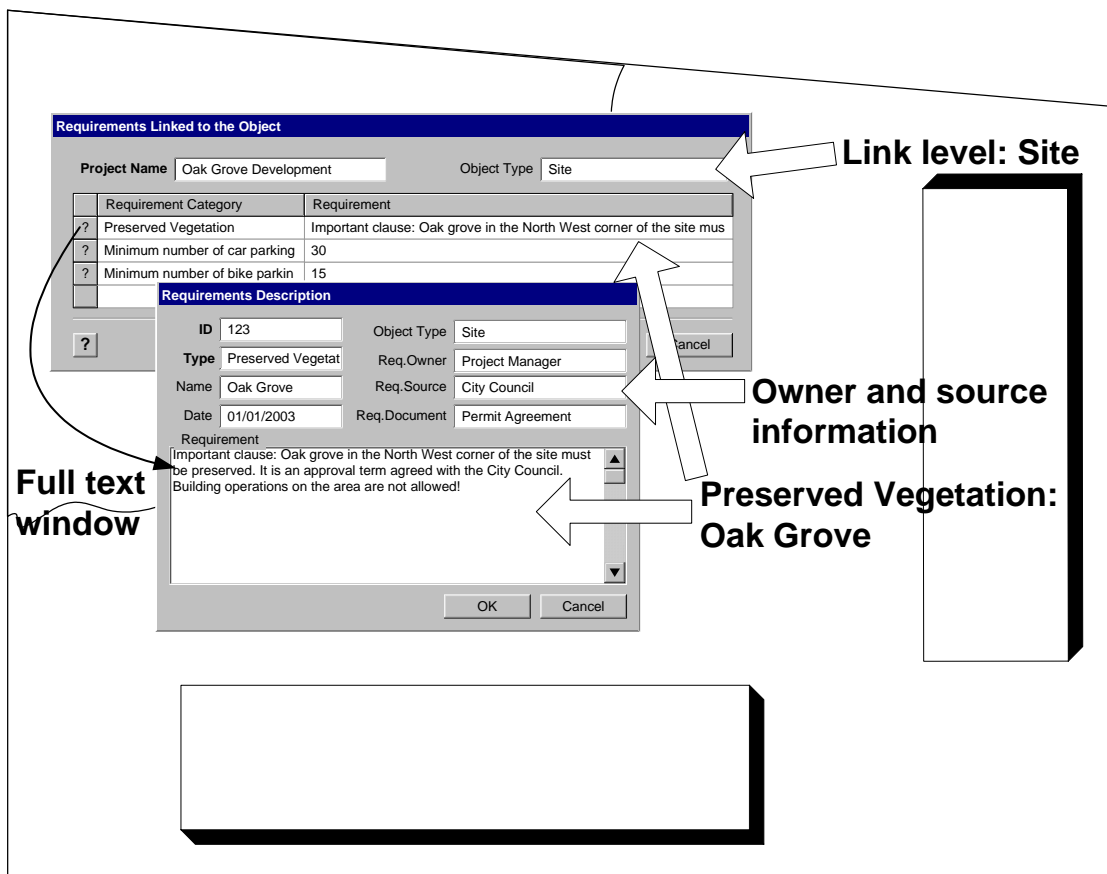 Requirements Linked to the Object
Link level: Site
Project Name Oak Grove Development Object Type Site
Requirement Category Requirement
? Preserved Vegetation Important clause: Oak grove in the North West corner of the site mus
? Minimum number of car parking 30
? Minimum number of bike parkin 15
Requirements Description
ID 123 Object Type Site
? Cancel
Type Preserved Vegetat Req.Owner Project Manager
Name Oak Grove Req.Source City Council
Date 01/01/2003 Req.Document Permit Agreement
Owner and source
information
Requirement
Important clause: Oak grove in the North West corner of the site must
be preserved. It is an approval term agreed with the City Council.
Building operations on the area are not allowed!
Full text
window
Preserved Vegetation:
Oak Grove
OK Cancel